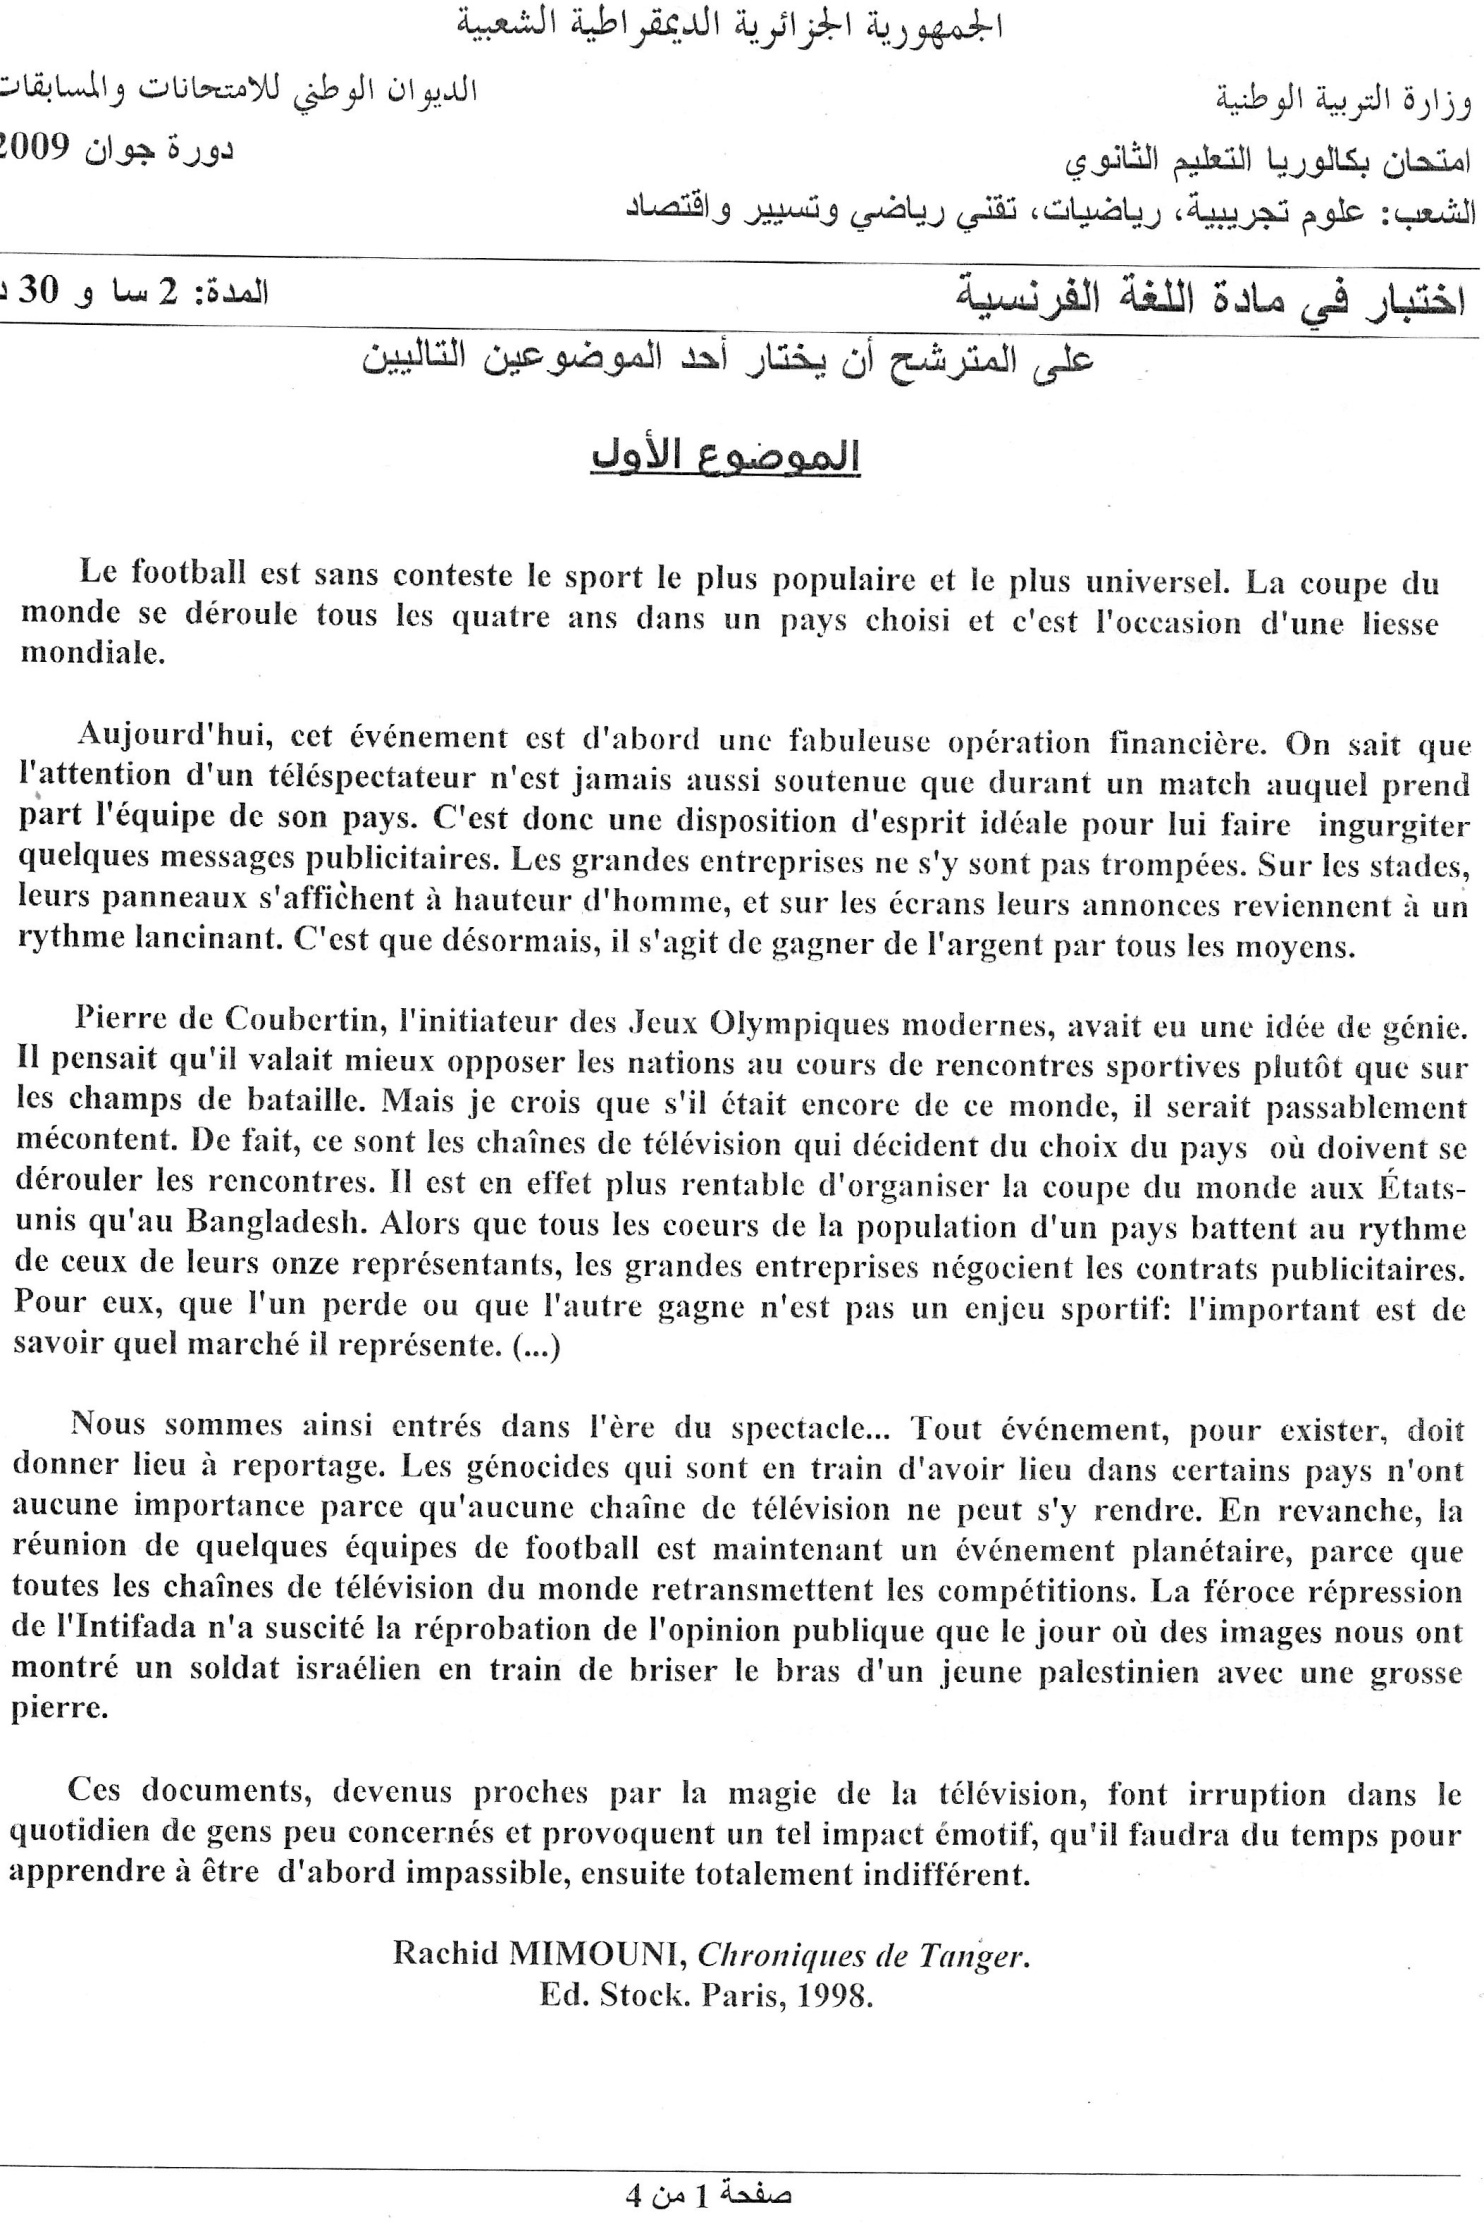 الجمهورية الجزائرية الديمقراطية الشعبية
وزارة التربية الوطنية الديوان الوطني للامتحانات والمسابقات
امتحان بكالوريا التعليم الثانوي دورة جوان 2009
الشعب: علوم تجريبية، رياضيات، تقني رياضي وتسيير واقتصاد
اختبار في مادة اللغة الفرنسية المدة: 2 سا و 30 د
على المترشح أن يختار أحد الموضوعين التاليين
الموضوع الأول
Le football est sans conteste le sport le plus populaire et le plus universel. La coupe du
monde se déroule tous les quatre ans dans un pays choisi et c'est l'occasion d'une liesse
mondiale.
Aujourd'hui, cet événement est d'abord une fabuleuse opération financière. On sait que
l'attention d'un téléspectateur n'est jamais aussi soutenue que durant un match auquel prend
part l'équipe de son pays. C'est donc une disposition d'esprit idéale pour lui faire ingurgiter
quelques messages publicitaires. Les grandes entreprises ne s'y sont pas trompées. Sur les stades,
leurs panneaux s'affichent à hauteur d'homme, et sur les écrans leurs annonces reviennent à un
rythme lancinant. C'est que désormais, il s'agit de gagner de l'argent par tous les moyens.
Pierre de Coubertin, l'initiateur des Jeux Olympiques modernes, avait eu une idée de génie.
Il pensait qu'il valait mieux opposer les nations au cours de rencontres sportives plutôt que sur
les champs de bataille. Mais je crois que s'il était encore de ce monde, il serait passablement
mécontent. De fait, ce sont les chaînes de télévision qui décident du choix du pays où doivent se
dérouler les rencontres. Il est en effet plus rentable d'organiser la coupe du monde aux États-
unis qu'au Bangladesh. Alors que tous les coeurs de la population d'un pays battent au rythme
de ceux de leurs onze représentants, les grandes entreprises négocient les contrats publicitaires.
Pour eux, que l'un perde ou que l'autre gagne n'est pas un enjeu sportif: l'important est de
savoir quel marché il représente. (...)
Nous sommes ainsi entrés dans l'ère du spectacle... Tout événement, pour exister, doit
donner lieu à reportage. Les génocides qui sont en train d'avoir lieu dans certains pays n'ont
aucune importance parce qu'aucune chaîne de télévision ne peut s'y rendre. En revanche, la
réunion de quelques équipes de football est maintenant un événement planétaire, parce que
toutes les chaînes de télévision du monde retransmettent les compétitions. La féroce répression
de l'Intifada n'a suscité la réprobation de l'opinion publique que le jour où des images nous ont
montré un soldat israélien en train de briser le bras d'un jeune palestinien avec une grosse
pierre.
Ces documents, devenus proches par la magie de la télévision, font irruption dans le
quotidien de gens peu concernés et provoquent un tel impact émotif, qu'il faudra du temps pour
apprendre à être d'abord impassible, ensuite totalement indifférent.
Rachid MIMOUNI, Chroniques de Tanger.
Ed. Stock. Paris, 1998.
صفحة 1 من 4